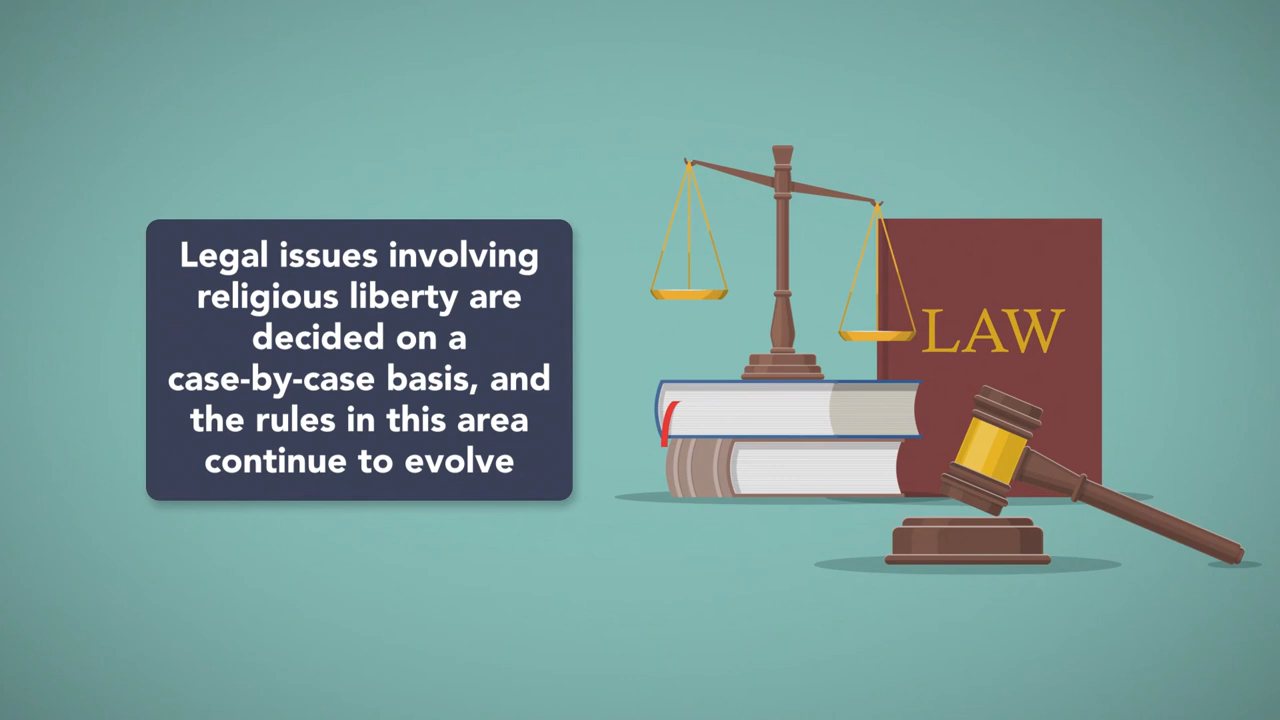 Legal issues involving
religious liberty are
decided on a
case-by-case basis, and
the rules in this area
continue to evolve
LAW